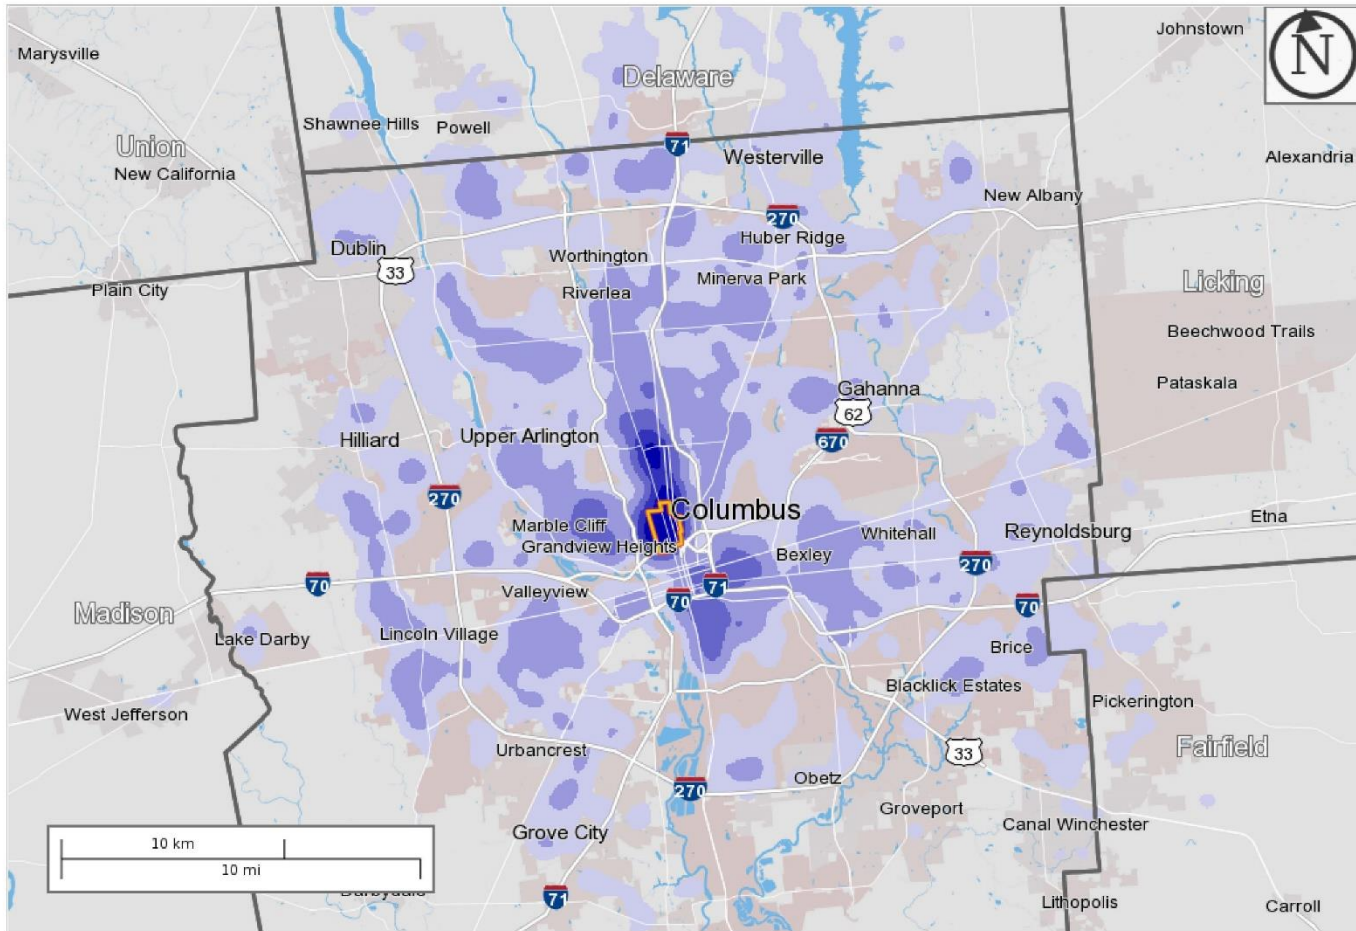 Marysville
Johnstown
N
Delaware
Shawnee Hills
Powell
Union
71
Westerville
Alexandria
New California
New Albany
270
Dublin
Huber Ridge
Worthington
33
Minerva Park
Plain City
Riverlea
Licking
Beechwood Trails
Pataskala
Gahanna
62
Hilliard
Upper Arlington
670
270
Columbus
Marble Cliff
Etna
Whitehall
Reynoldsburg
Grandview Heights
Bexley
270
70
Valleyview
71
70
70
Madison
Lake Darby
Lincoln Village
Brice
Blacklick Estates
West Jefferson
Pickerington
Urbancrest
Fairfield
33
Obetz
270
Groveport
Grove City
Canal Winchester
10 km
10 mi
71
Lithopolis
Carroll